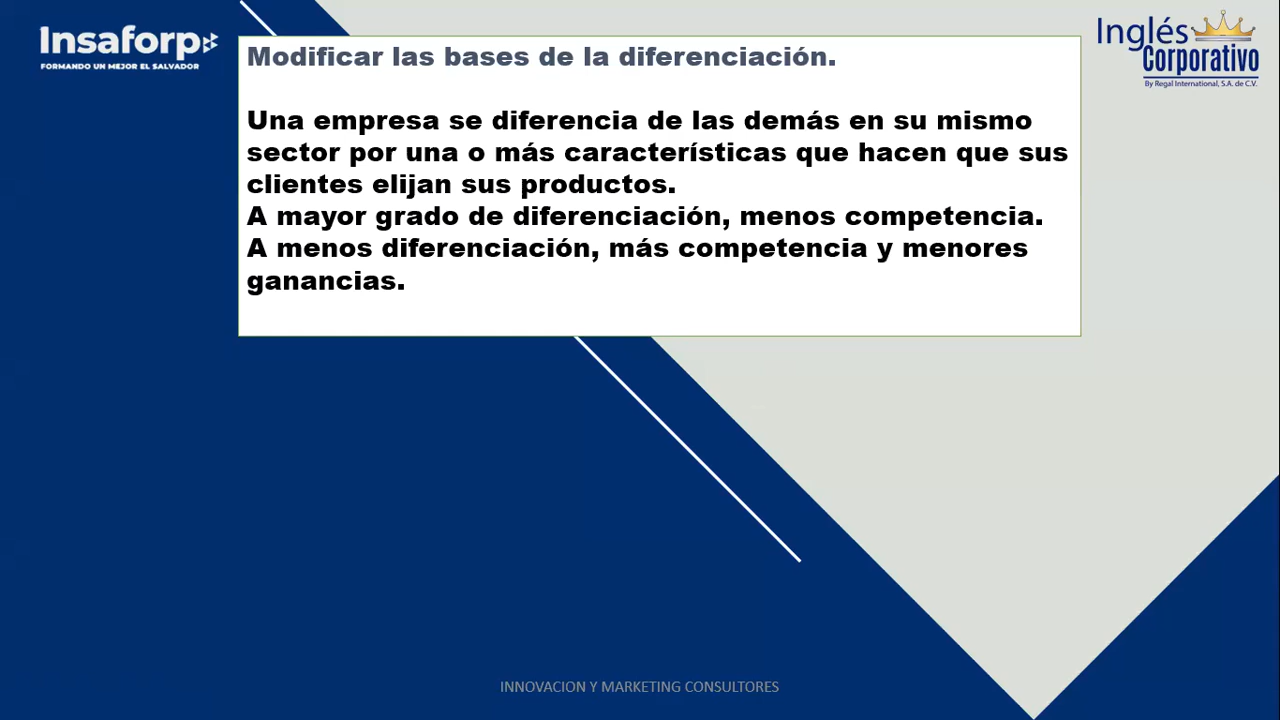 Insaforp
FORMANDO UN MEJOR EL SALVADOR
Inglés
Corporativo
By Regal International, S.A. de C.V.
Modificar las bases de la diferenciación.
Una empresa se diferencia de las demás en su mismo
sector por una o más características que hacen que sus
clientes elijan sus productos.
A mayor grado de diferenciación, menos competencia.
A menos diferenciación, más competencia y menores
ganancias.
INNOVACION Y MARKETING CONSULTORES